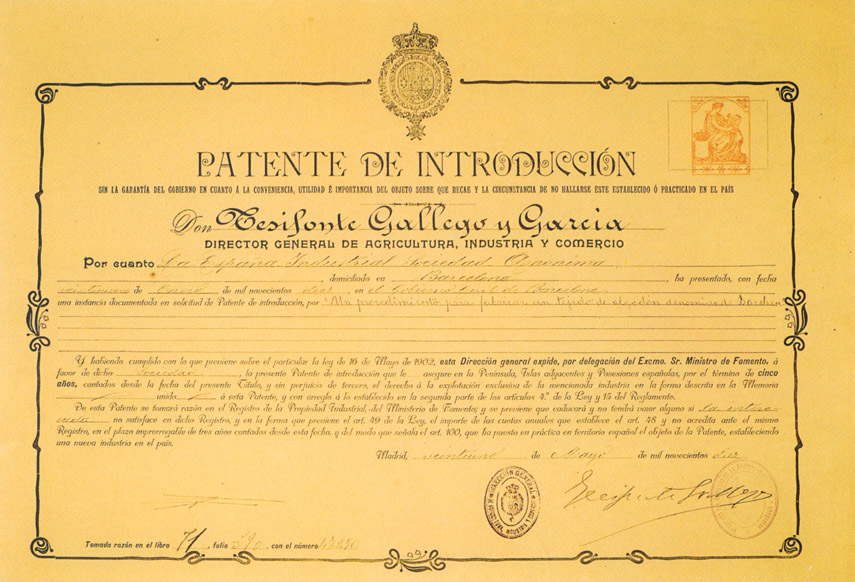 PATENTE DE INTRODUCCIÓN
SIN LA GARANTÍA DEL GOBIERNO EN CUANTO Á LA CONVENIENCIA, UTILIDAD É IMPORTANCIA DEL OBJETO SOBRE QUE RECAE Y LA CIRCUNSTANCIA DE NO HALLARSE ESTE ESTABLECIDO Ó PRACTICADO EN EL PAÍS
Don Tesifonte Gallego y García
DIRECTOR GENERAL DE AGRICULTURA, INDUSTRIA Y COMERCIO
Por cuanto La España Industrial Sociedad Anonima
, domiciliado en Barcelona, ha presentado, con fecha
de Enero de mil novecientos diez, en el Gobierno civil de Barcelona
una instancia documentada en solicitud de Patente de introducción, por "Un procedimiento para fabricar un tejido de algodón denominado
Y habiendo cumplido con lo que previene sobre el particular la ley de 16 de Mayo de 1902, esta Dirección general expide, por delegación del Excmo. Sr. Ministro de Fomento, á
favor de dicha Sociedad, la presente Patente de introducción que le asegure en la Península, Islas adyacentes y Posesiones españolas, por el término de cinco
años, contados desde la fecha del presente Título, y sin perjuicio de tercero, el derecho á la explotación exclusiva de la mencionada industria en la forma descrita en la Memoria
unida á esta Patente, y con arreglo á lo establecido en la segunda parte de los artículos 4.º de la Ley y 15 del Reglamento.
De esta Patente se tomará razón en el Registro de la Propiedad Industrial, del Ministerio de Fomento; y se previene que caducará y no tendrá valor alguno si la
no satisface en dicho Registro, y en la forma que previene el art. 49 de la Ley, el importe de las cuotas anuales que establece el art. 48 y no acredita ante el mismo
Registro, en el plazo improrrogable de tres años contados desde esta fecha, y del modo que señala el art. 100, que ha puesto en práctica en territorio español el objeto de la Patente, estableciendo
una nueva industria en el país.
Madrid, veintiuno de Mayo de mil novecientos diez
DIRECCIÓN GENERAL
Tomada razón en el libro 71, folio con el número